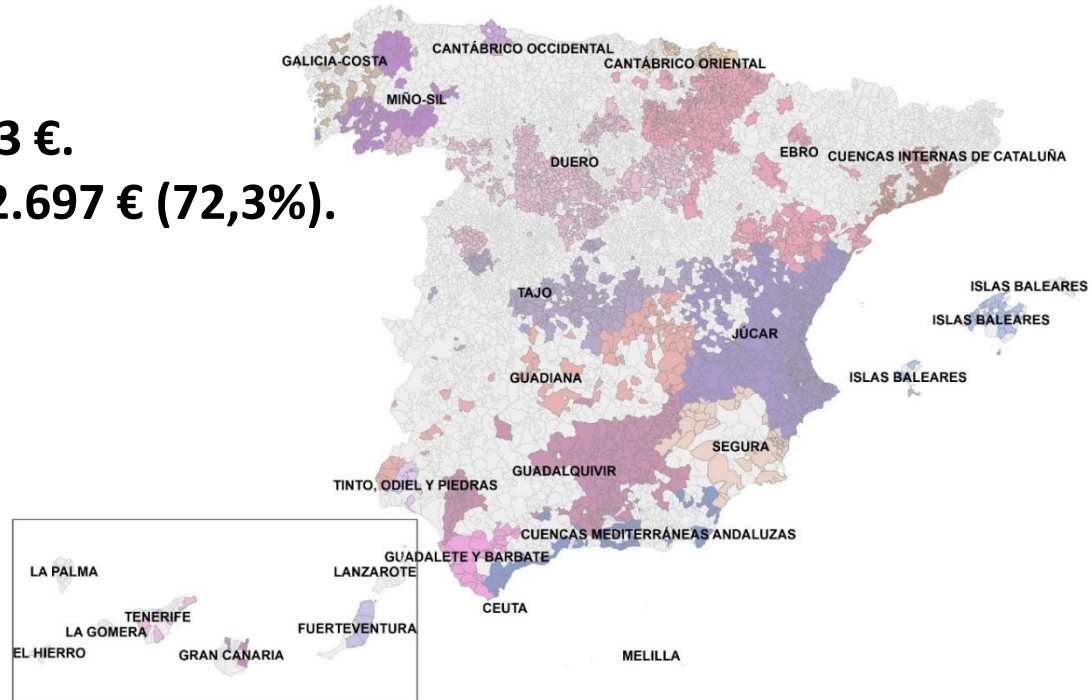 CANTÁBRICO OCCIDENTAL
GALICIA-COSTA
CANTÁBRICO ORIENTAL
MIÑO-SIL
3 €.
EBRO
CUENCAS INTERNAS DE CATALUÑA
DUERO
2.697 € (72,3%).
ISLAS BALEARES
TAJO
ISLAS BALEARES
JÚCAR
GUADIANA
ISLAS BALEARES
SEGURA
GUADALQUIVIR
TINTO, ODIEL Y PIEDRAS
CUENCAS MEDITERRÁNEAS ANDALUZAS
GUADALETE Y BARBATE
LA PALMA
LANZAROTE
CEUTA
TENERIFE
LA GOMERA
FUERTEVENTURA
EL HIERRO
GRAN CANARIA
MELILLA